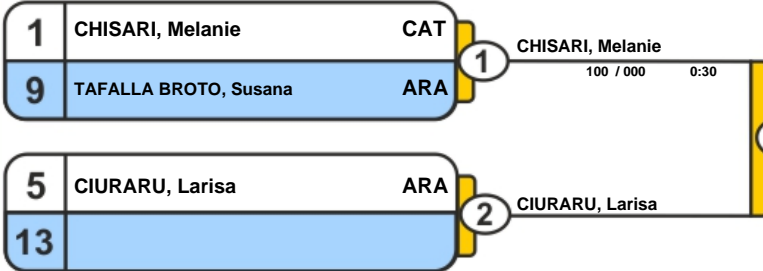 1 CHISARI, Melanie CAT
9 TAFALLA BROTO, Susana ARA
1
CHISARI, Melanie
100 / 000 0:30
5 CIURARU, Larisa ARA
13
2
CIURARU, Larisa